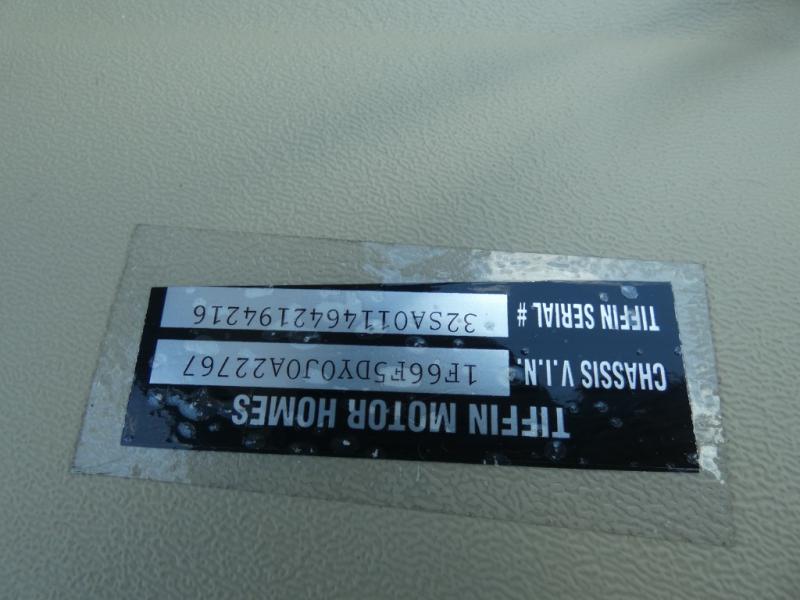 TIFFIN MOTOR HOMES
CHASSIS V.I.N. 1F66F5DY0J0A22767
TIFFIN SERIAL # 32SA0114642194216